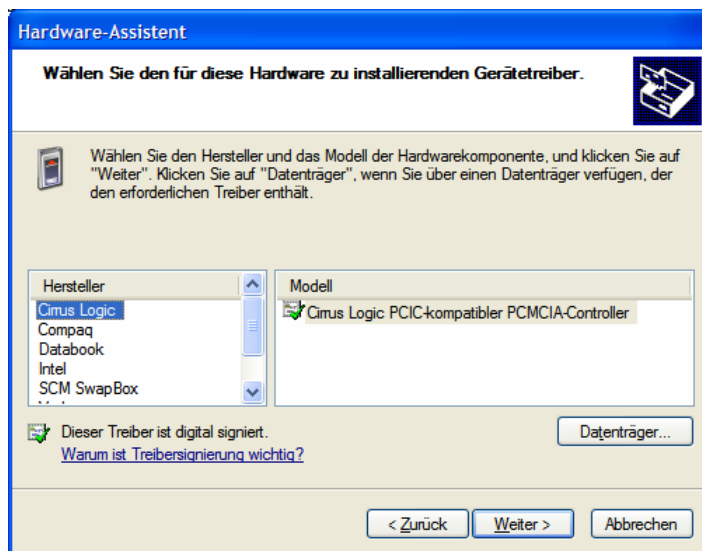 Hardware-Assistent
Wählen Sie den für diese Hardware zu installierenden Gerätetreiber.
Wählen Sie den Hersteller und das Modell der Hardwarekomponente, und klicken Sie auf
"Weiter". Klicken Sie auf "Datenträger", wenn Sie über einen Datenträger verfügen, der
den erforderlichen Treiber enthält.
Hersteller
Cirrus Logic
Compaq
Databook
Intel
SCM SwapBox
Modell
Cirrus Logic PCIC-kompatibler PCMCIA-Controller
Dieser Treiber ist digital signiert.
Warum ist Treibersignierung wichtig?
Datenträger...
< Zurück
Weiter >
Abbrechen